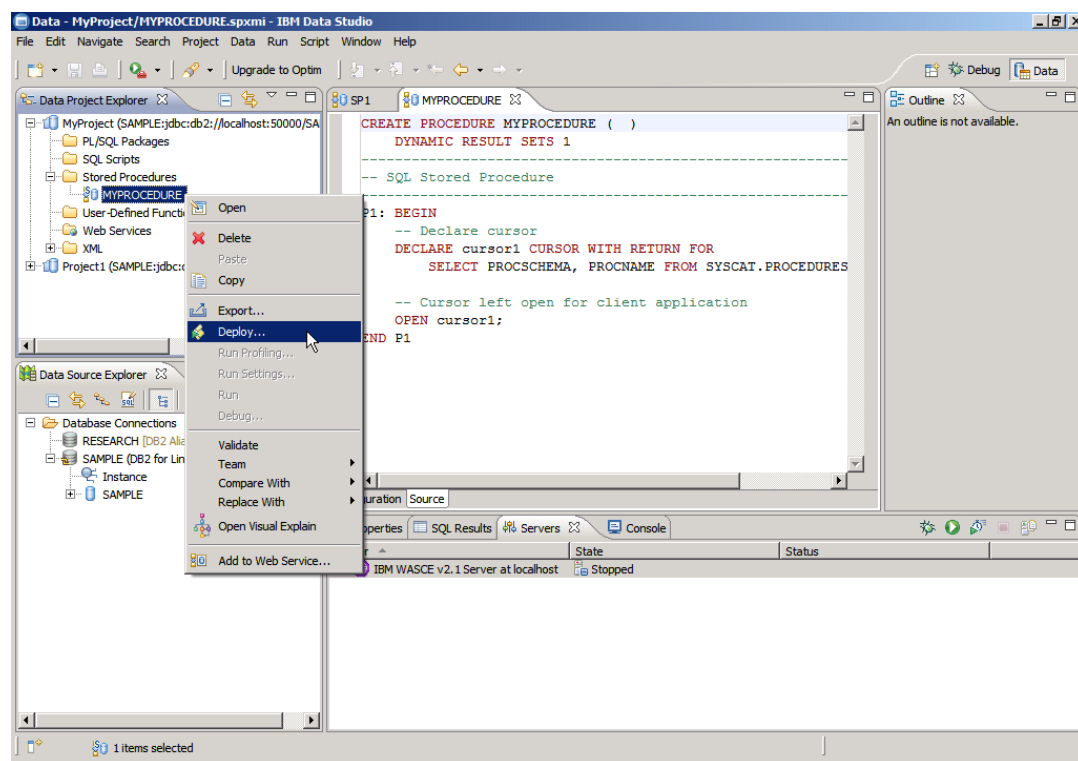 Data - MyProject/MYPROCEDURE.spxmi - IBM Data Studio
File Edit Navigate Search Project Data Run Script Window Help
Upgrade to Optim
Debug
Data
Data Project Explorer
MyProject (SAMPLE:jdbc:db2://localhost:50000/SA
PL/SQL Packages
SQL Scripts
Stored Procedures
MYPROCEDURE
User-Defined Functi
Web Services
XML
Project1 (SAMPLE:jdbc:
Open
Delete
Paste
Copy
Export...
Deploy...
Run Profiling...
Run Settings...
Run
Debug...
Validate
Team
Compare With
Replace With
Open Visual Explain
Add to Web Service...
SP1
MYPROCEDURE
CREATE PROCEDURE MYPROCEDURE ( )
DYNAMIC RESULT SETS 1
------------------------------------------------------------------------
-- SQL Stored Procedure
------------------------------------------------------------------------
P1: BEGIN
-- Declare cursor
DECLARE cursor1 CURSOR WITH RETURN FOR
SELECT PROCSCHEMA, PROCNAME FROM SYSCAT.PROCEDURES
-- Cursor left open for client application
OPEN cursor1;
END P1
uration
Source
Outline
An outline is not available.
Data Source Explorer
Database Connections
RESEARCH [DB2 Alia
SAMPLE (DB2 for Lin
Instance
SAMPLE
operties
SQL Results
Servers
Console
r
State
Status
IBM WASCE v2.1 Server at localhost
Stopped
1 items selected